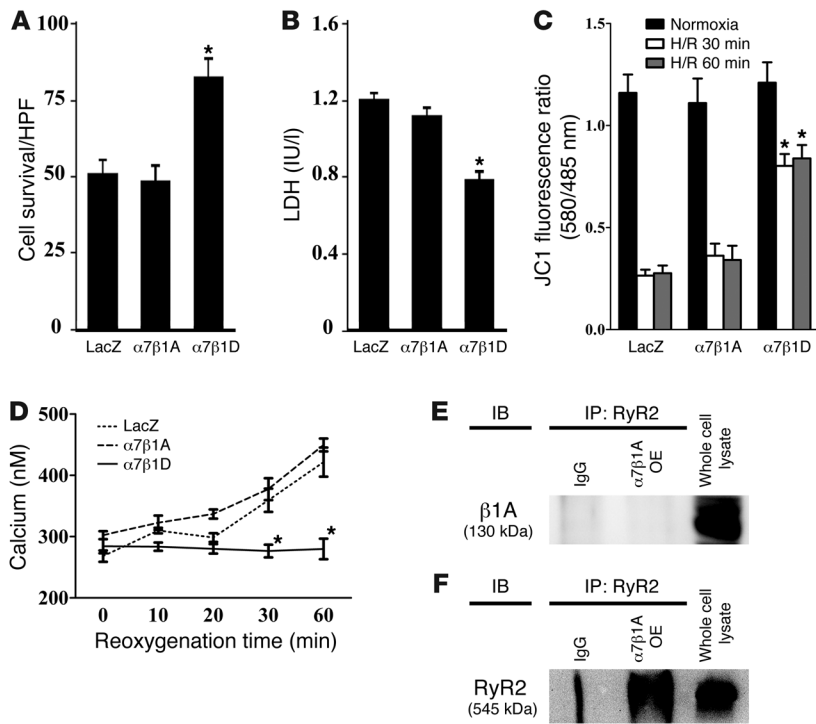 A
Cell survival/HPF
100
75
50
25
0
LacZ α7β1A α7β1D
*
B
LDH (IU/l)
1.6
1.2
0.8
0.4
0
LacZ α7β1A α7β1D
*
C
JC1 fluorescence ratio
(580/485 nm)
1.5
1.0
0.5
0.0
Normoxia
H/R 30 min
H/R 60 min
* *
LacZ α7β1A α7β1D
D
Calcium (nM)
500
400
300
200
LacZ
α7β1A
α7β1D
* *
0 10 20 30 60
Reoxygenation time (min)
E
IB IP: RyR2
IgG
α7β1A
OE
Whole cell
lysate
β1A
(130 kDa)
F
IB IP: RyR2
IgG
α7β1A
OE
Whole cell
lysate
RyR2
(545 kDa)